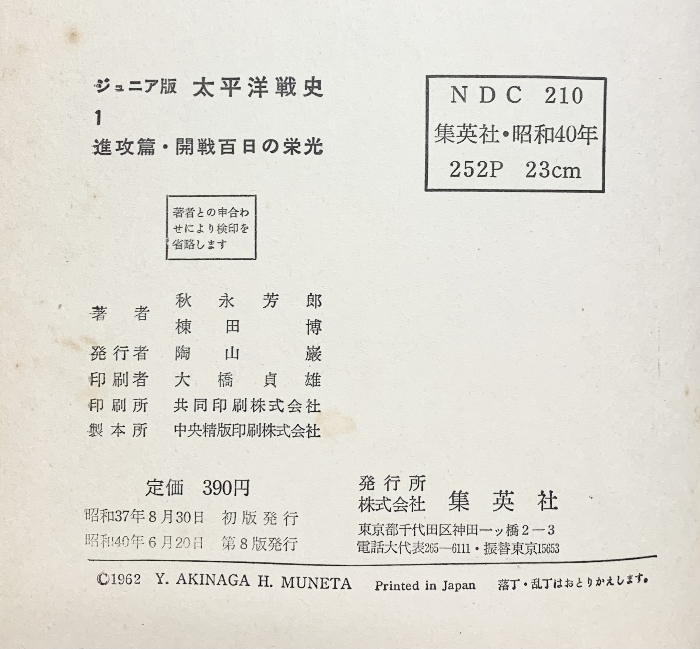 ジュニア版 太平洋戦史
1
進攻篇・開戦百日の栄光
NDC 210
集英社・昭和40年
252P 23cm
著者との申合わ
せにより検印を
省略します
著者 秋永芳郎
棟田博
発行者 陶山巌
印刷者 大橋貞雄
印刷所 共同印刷株式会社
製本所 中央精版印刷株式会社
定価 390円
昭和37年8月30日 初版発行
昭和40年6月20日 第8版発行
発行所
株式会社 集英社
東京都千代田区神田一ッ橋2−3
電話大代表265—6111・振替東京15653
©1962 Y. AKINAGA H. MUNETA Printed in Japan 落丁・乱丁はおとりかえします。